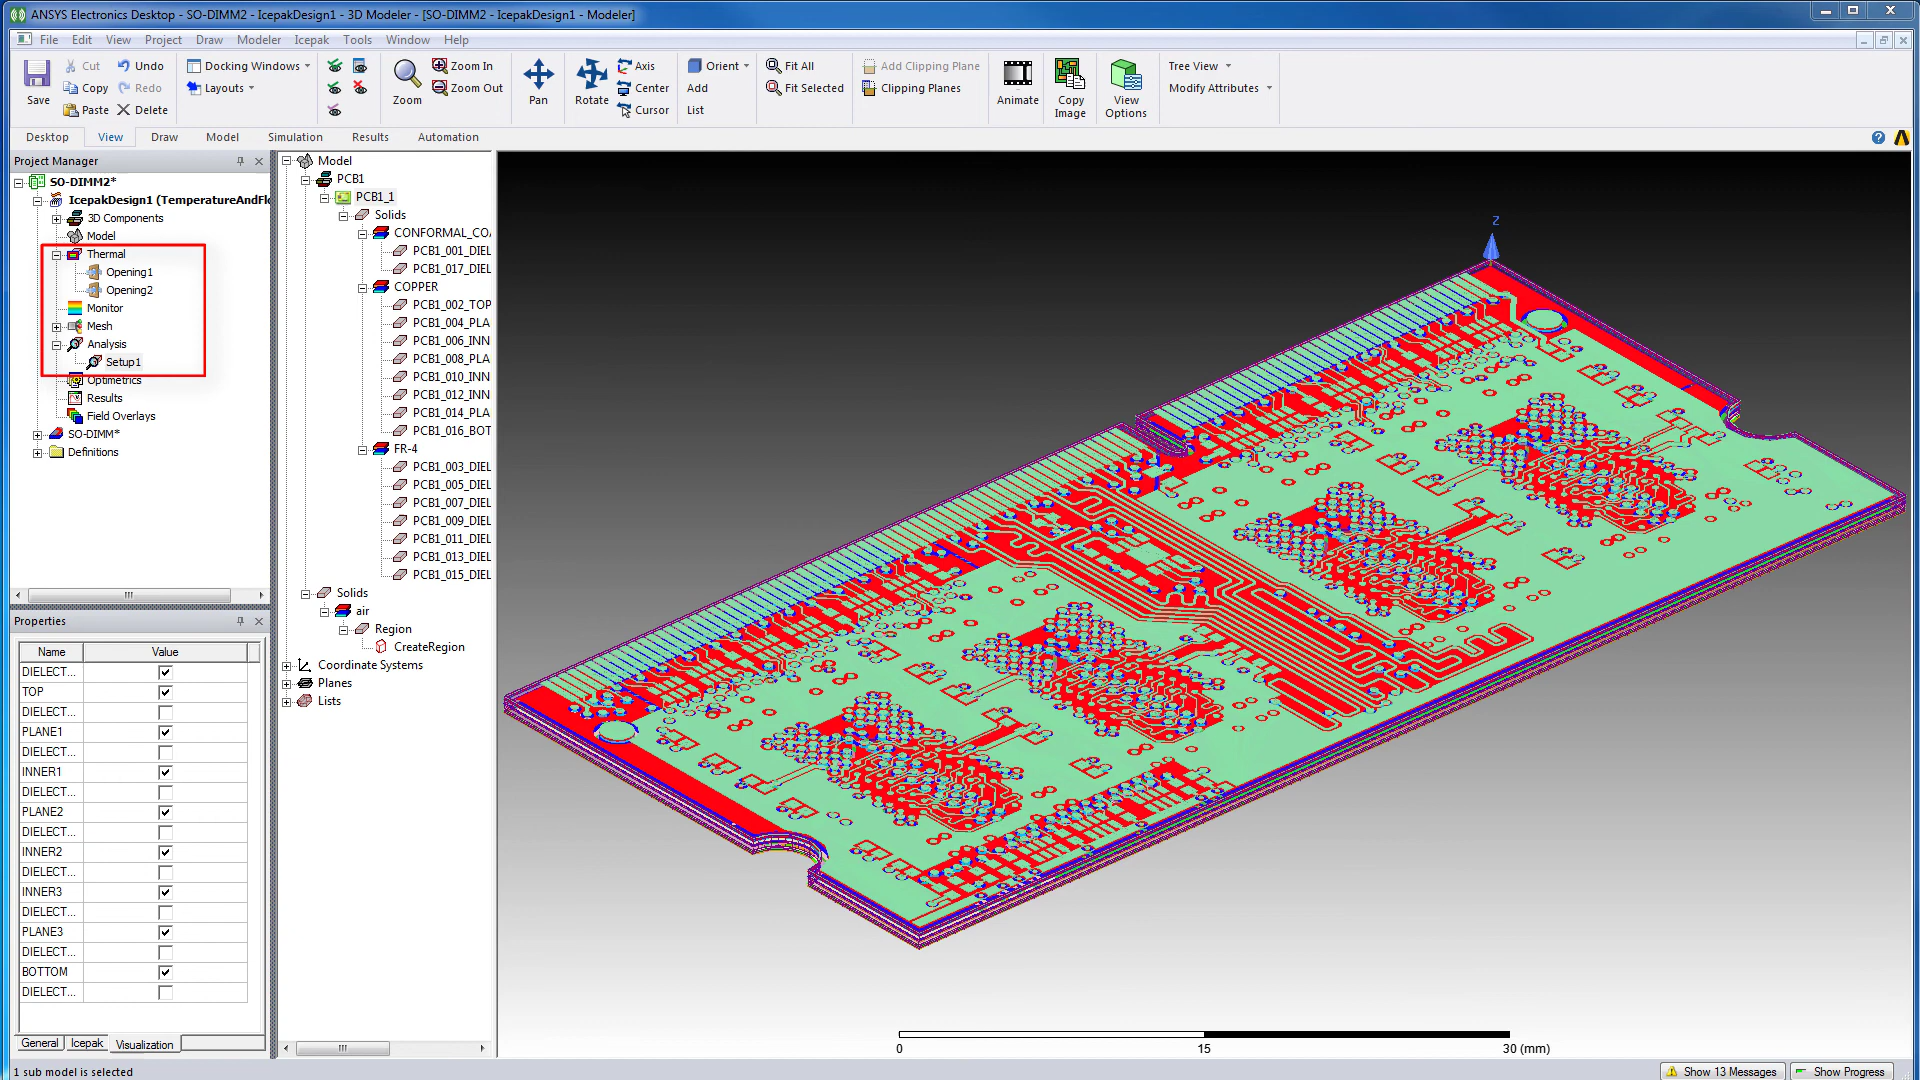 ANSYS Electronics Desktop - SO-DIMM2 - IcepakDesign1 - 3D Modeler - [SO-DIMM2 - IcepakDesign1 - Modeler]
File Edit View Project Draw Modeler Icepak Tools Window Help
Save
Cut
Copy
Paste
Undo
Redo
Delete
Docking Windows
Layouts
Zoom
Zoom In
Zoom Out
Pan
Rotate
Axis
Center
Cursor
Orient
Add
List
Fit All
Fit Selected
Add Clipping Plane
Clipping Planes
Animate
Copy Image
View Options
Tree View
Modify Attributes
Desktop View Draw Model Simulation Results Automation
Project Manager
SO-DIMM2*
IcepakDesign1 (TemperatureAndFl
3D Components
Model
Thermal
Opening1
Opening2
Monitor
Mesh
Analysis
Setup1
Optimetrics
Results
Field Overlays
SO-DIMM*
Definitions
Properties
Name Value
DIELECT...
TOP
DIELECT...
PLANE1
DIELECT...
INNER1
DIELECT...
PLANE2
DIELECT...
INNER2
DIELECT...
INNER3
DIELECT...
PLANE3
DIELECT...
BOTTOM
DIELECT...
General Icepak Visualization
Model
PCB1
PCB1_1
Solids
CONFORMAL_CO
PCB1_001_DIEL
PCB1_017_DIEL
COPPER
PCB1_002_TOP
PCB1_004_PLA
PCB1_006_INN
PCB1_008_PLA
PCB1_010_INN
PCB1_012_INN
PCB1_014_PLA
PCB1_016_BOT
FR-4
PCB1_003_DIEL
PCB1_005_DIEL
PCB1_007_DIEL
PCB1_009_DIEL
PCB1_011_DIEL
PCB1_013_DIEL
PCB1_015_DIEL
Solids
air
Region
CreateRegion
Coordinate Systems
Planes
Lists
Z
0 15 30 (mm)
1 sub model is selected
Show 13 Messages
Show Progress